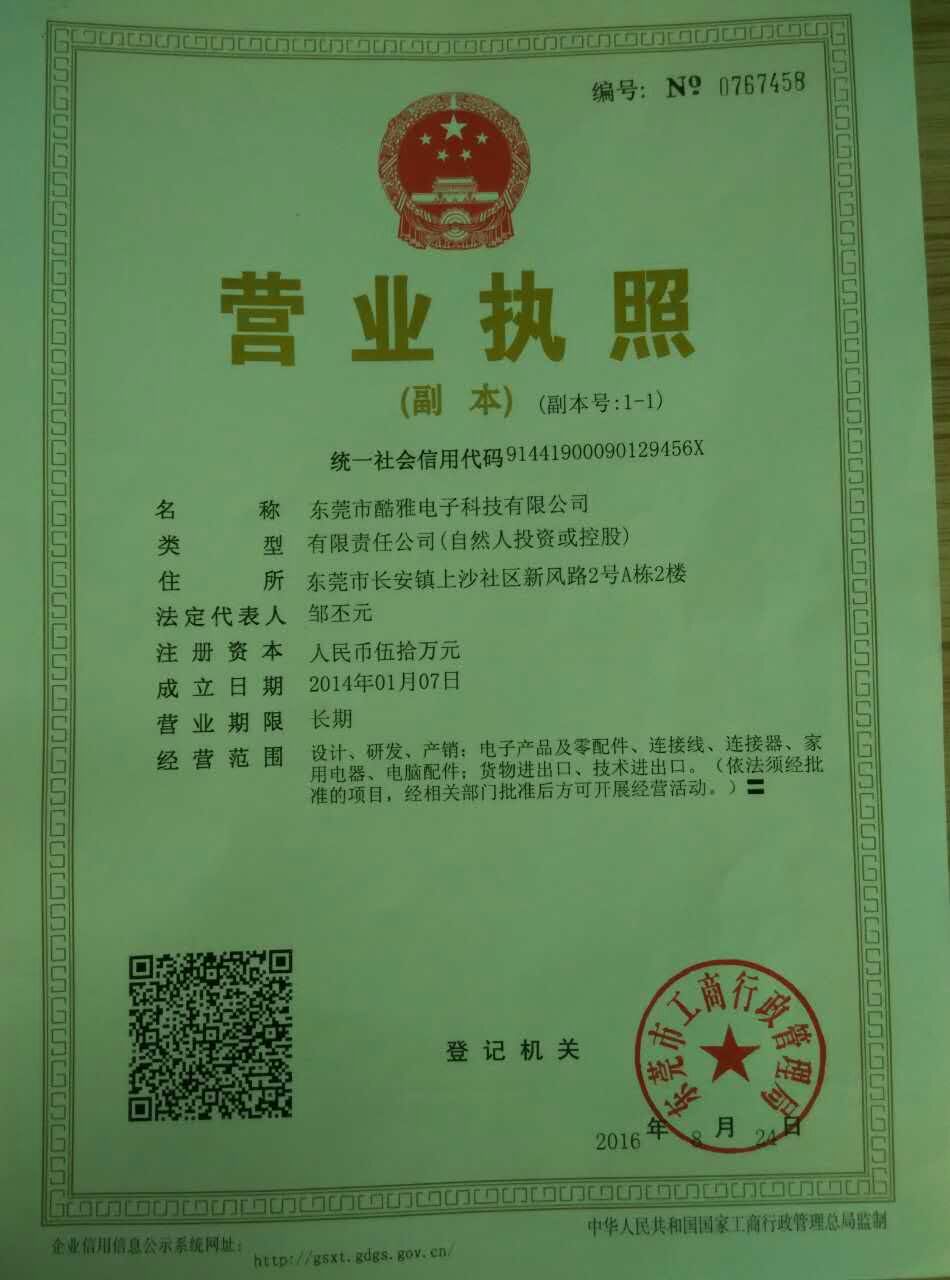 编号: Nº 0767458
营业执照
(副 本) (副本号:1-1)
统一社会信用代码91441900090129456X
名 称 东莞市酷雅电子科技有限公司
类 型 有限责任公司(自然人投资或控股)
住 所 东莞市长安镇上沙社区新风路2号A栋2楼
法定代表人 邹丕元
注册资本 人民币伍拾万元
成立日期 2014年01月07日
营业期限 长期
经营范围 设计、研发、产销：电子产品及零配件、连接线、连接器、家
用电器、电脑配件；货物进出口、技术进出口。（依法须经批
准的项目，经相关部门批准后方可开展经营活动。）〓
东莞市工商行政管理局
登记机关
2016 年 8 月 24 日
企业信用信息公示系统网址：
http://gsxt.gdgs.gov.cn/
中华人民共和国国家工商行政管理总局监制